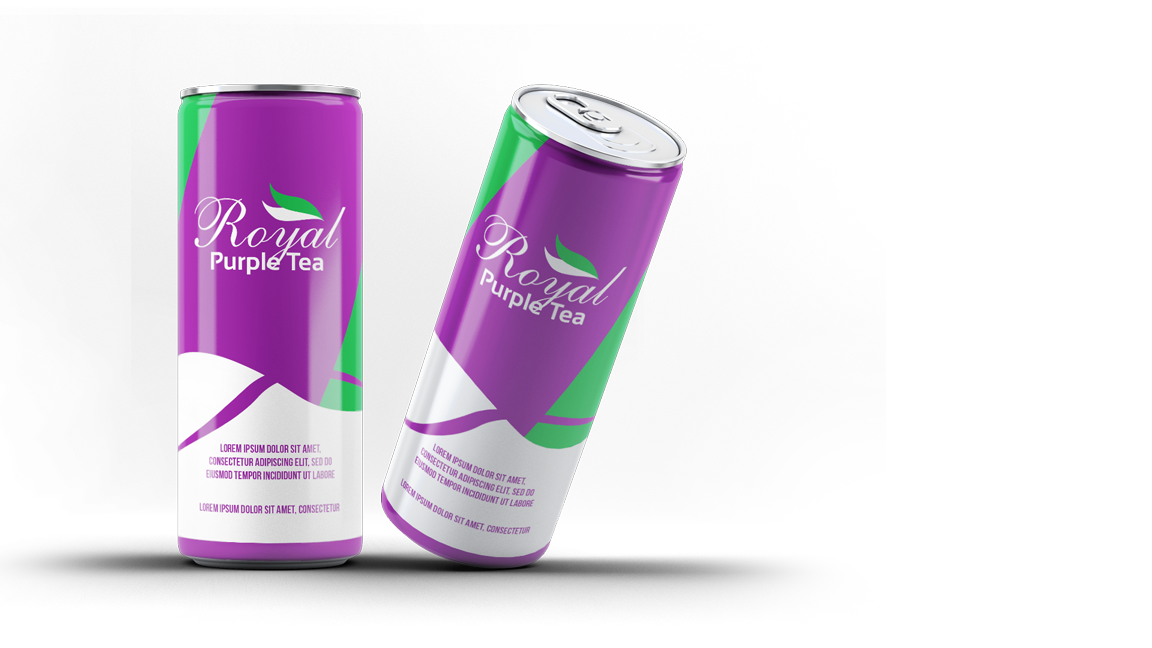 Royal
Purple Tea
LOREM IPSUM DOLOR SIT AMET,
CONSECTETUR ADIPISCING ELIT, SED DO
EIUSMOD TEMPOR INCIDIDUNT UT LABORE
LOREM IPSUM DOLOR SIT AMET, CONSECTETUR
Royal
Purple Tea
LOREM IPSUM DOLOR SIT AMET,
CONSECTETUR ADIPISCING ELIT, SED DO
EIUSMOD TEMPOR INCIDIDUNT UT LABORE
LOREM IPSUM DOLOR SIT AMET, CONSECTETUR